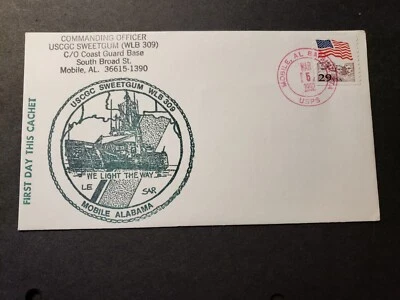 COMMANDING OFFICER
USCGC SWEETGUM (WLB 309)
C/O Coast Guard Base
South Broad St.
Mobile, AL. 36615-1390
FIRST DAY THIS CACHET
USCGC SWEETGUM WLB 309
WE LIGHT THE WAY
LE
SAR
MOBILE ALABAMA
MOBILE, AL
USPS
29